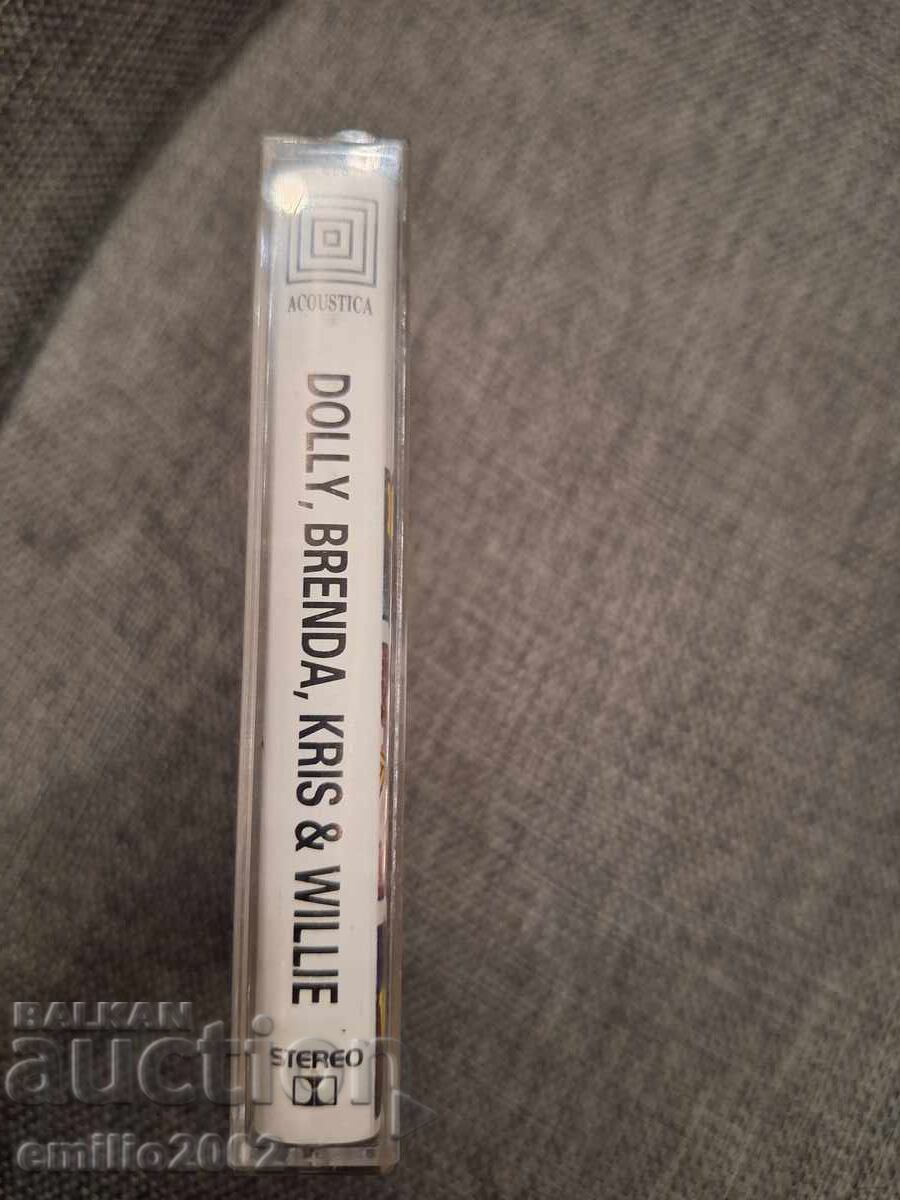 ACOUSTICA
DOLLY, BRENDA, KRIS & WILLIE
STEREO
BALKAN
auction
emilio2002